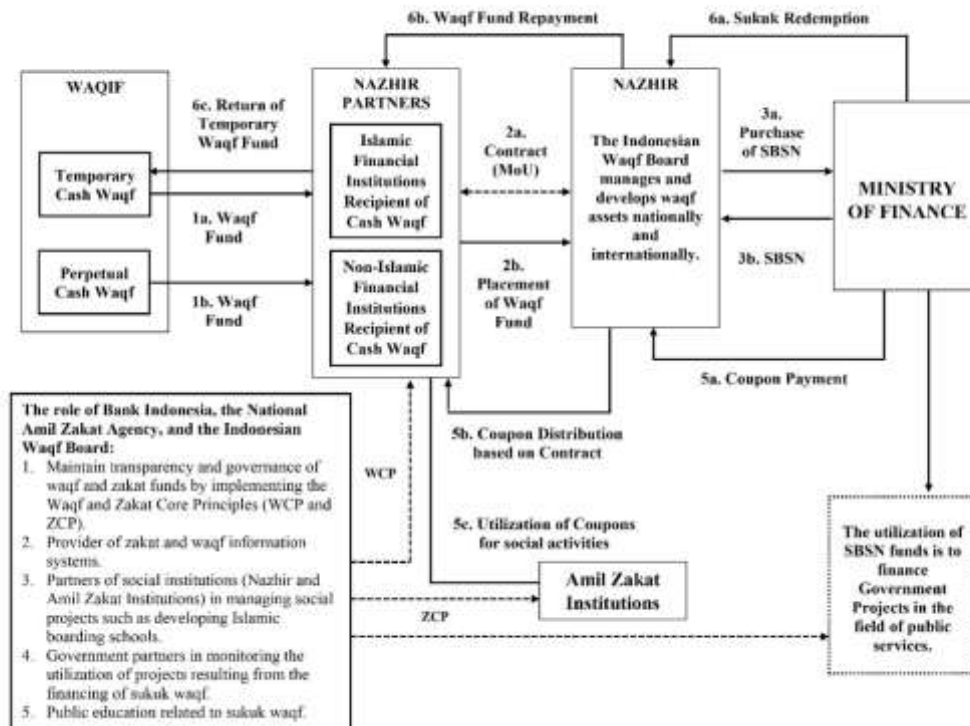 6b. Waqf Fund Repayment
6a. Sukuk Redemption
WAQIF
6c. Return of
Temporary
Waqf Fund
Temporary
Cash Waqf
1a. Waqf
Fund
Perpetual
Cash Waqf
1b. Waqf
Fund
NAZHIR
PARTNERS
Islamic
Financial
Institutions
Recipient of
Cash Waqf
Non-Islamic
Financial
Institutions
Recipient of
Cash Waqf
2a.
Contract
(MoU)
2b.
Placement
of Waqf
Fund
NAZHIR
The Indonesian
Waqf Board
manages and
develops waqf
assets nationally
and
internationally.
3a.
Purchase
of SBSN
3b. SBSN
MINISTRY
OF FINANCE
5a. Coupon Payment
5b. Coupon Distribution
based on Contract
WCP
5c. Utilization of Coupons
for social activities
Amil Zakat
Institutions
ZCP
The utilization of
SBSN funds is to
finance
Government
Projects in the
field of public
services.
The role of Bank Indonesia, the National
Amil Zakat Agency, and the Indonesian
Waqf Board:
1. Maintain transparency and governance of
waqf and zakat funds by implementing the
Waqf and Zakat Core Principles (WCP and
ZCP).
2. Provider of zakat and waqf information
systems.
3. Partners of social institutions (Nazhir and
Amil Zakat Institutions) in managing social
projects such as developing Islamic
boarding schools.
4. Government partners in monitoring the
utilization of projects resulting from the
financing of sukuk waqf.
5. Public education related to sukuk waqf.